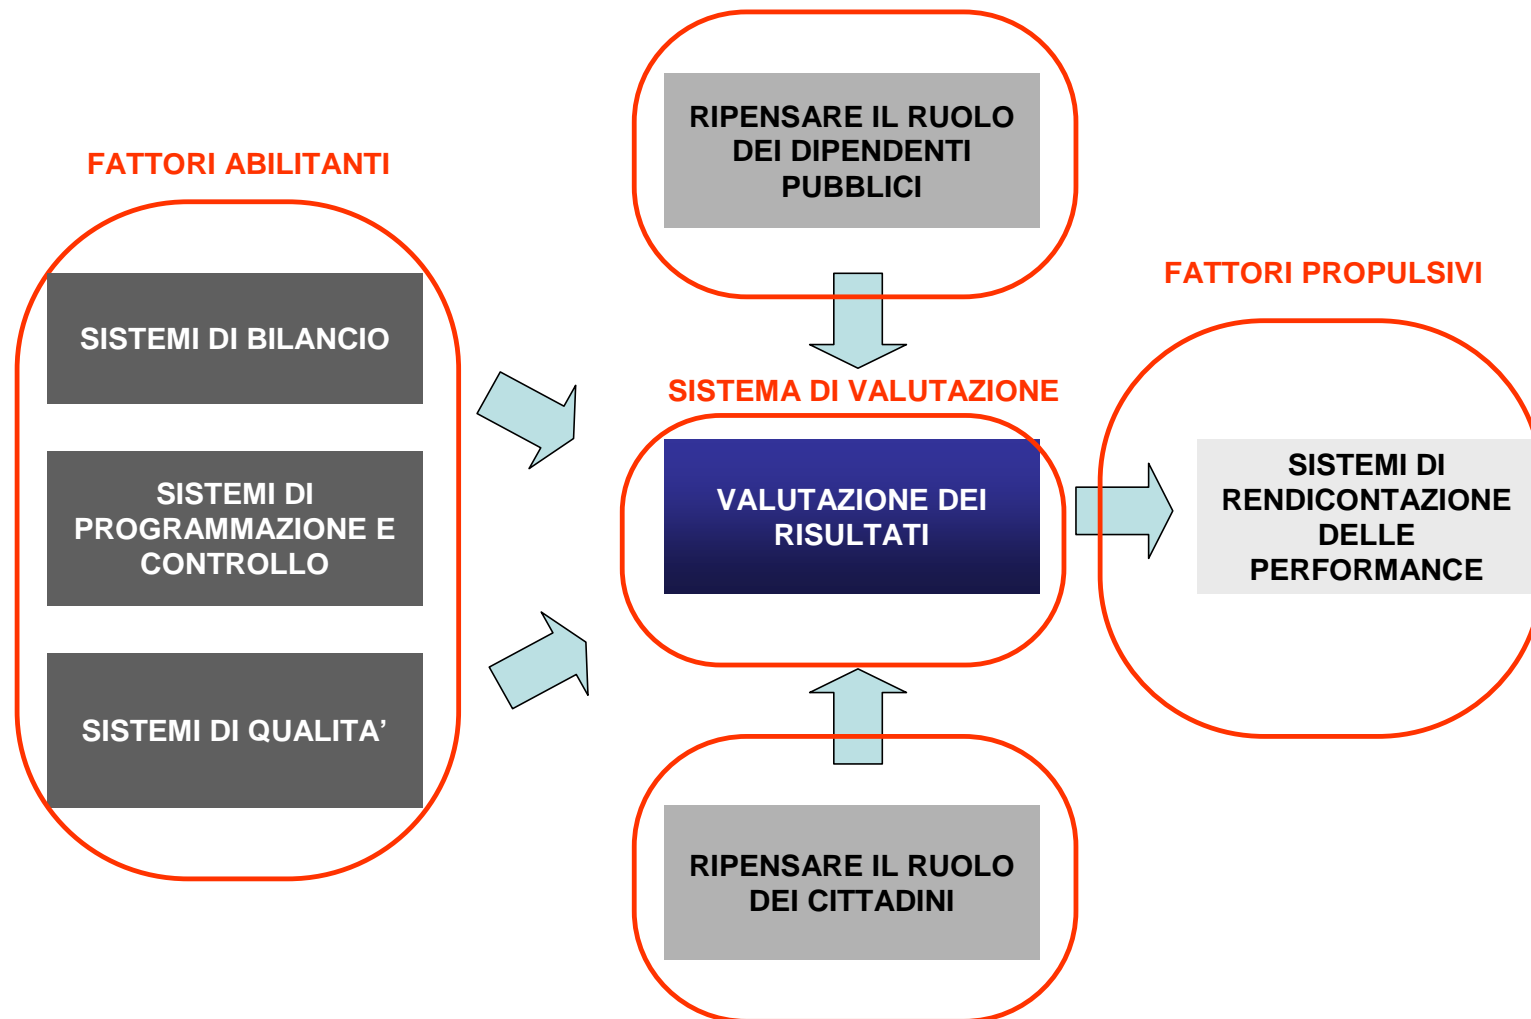 RIPENSARE IL RUOLO
DEI DIPENDENTI
PUBBLICI
FATTORI ABILITANTI
SISTEMI DI BILANCIO
SISTEMI DI
PROGRAMMAZIONE E
CONTROLLO
SISTEMI DI QUALITA’
SISTEMA DI VALUTAZIONE
VALUTAZIONE DEI
RISULTATI
FATTORI PROPULSIVI
SISTEMI DI
RENDICONTAZIONE
DELLE
PERFORMANCE
RIPENSARE IL RUOLO
DEI CITTADINI